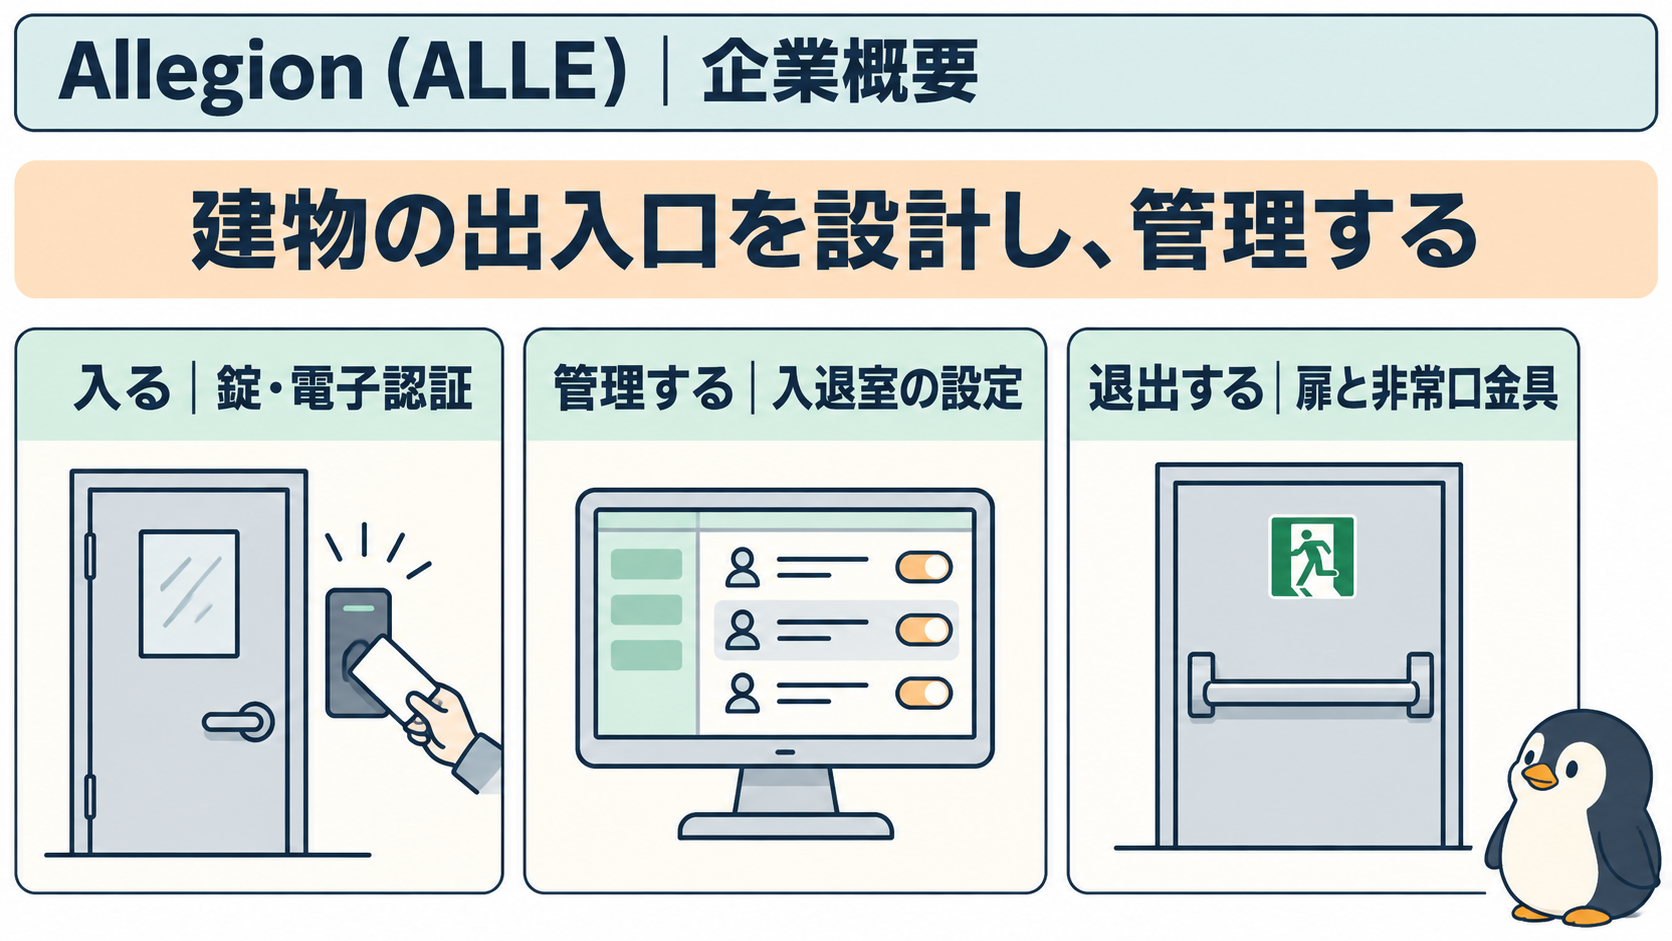 Allegion (ALLE)｜企業概要
建物の出入口を設計し、管理する
入る｜錠・電子認証
管理する｜入退室の設定
退出する｜扉と非常口金具